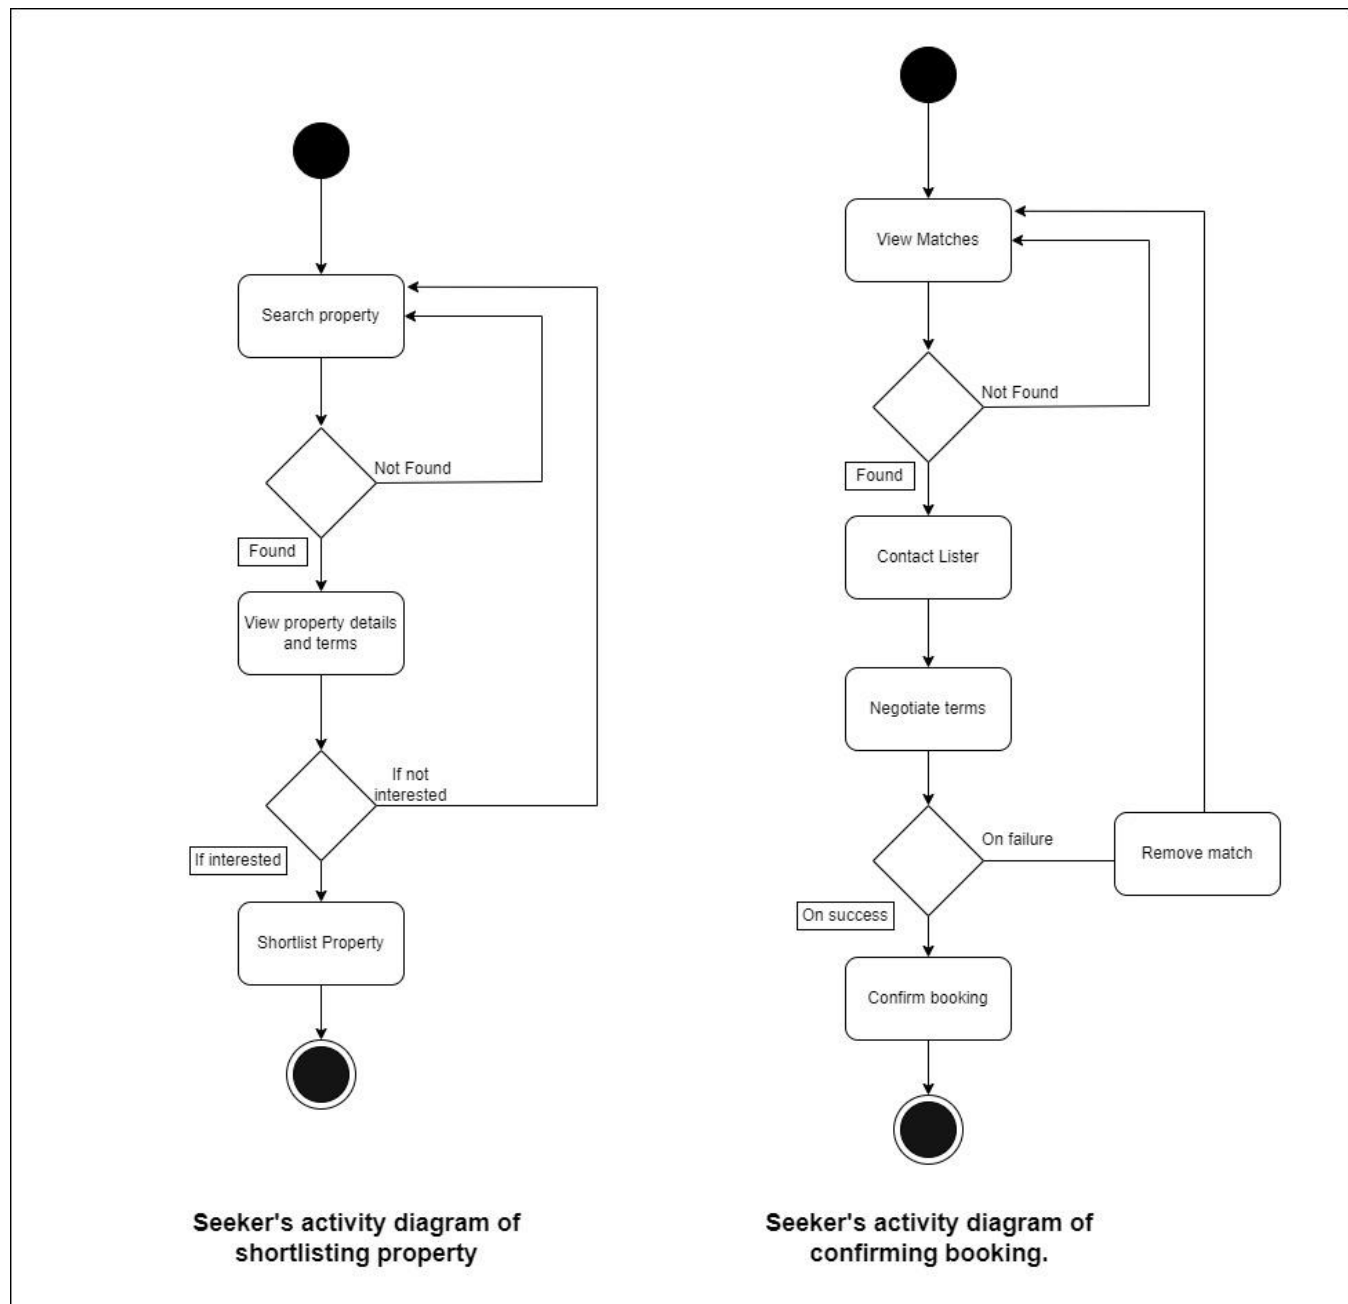 Search property
Not Found
Found
View property details
and terms
If not
interested
If interested
Shortlist Property
Seeker's activity diagram of
shortlisting property
View Matches
Not Found
Found
Contact Lister
Negotiate terms
On failure
Remove match
On success
Confirm booking
Seeker's activity diagram of
confirming booking.